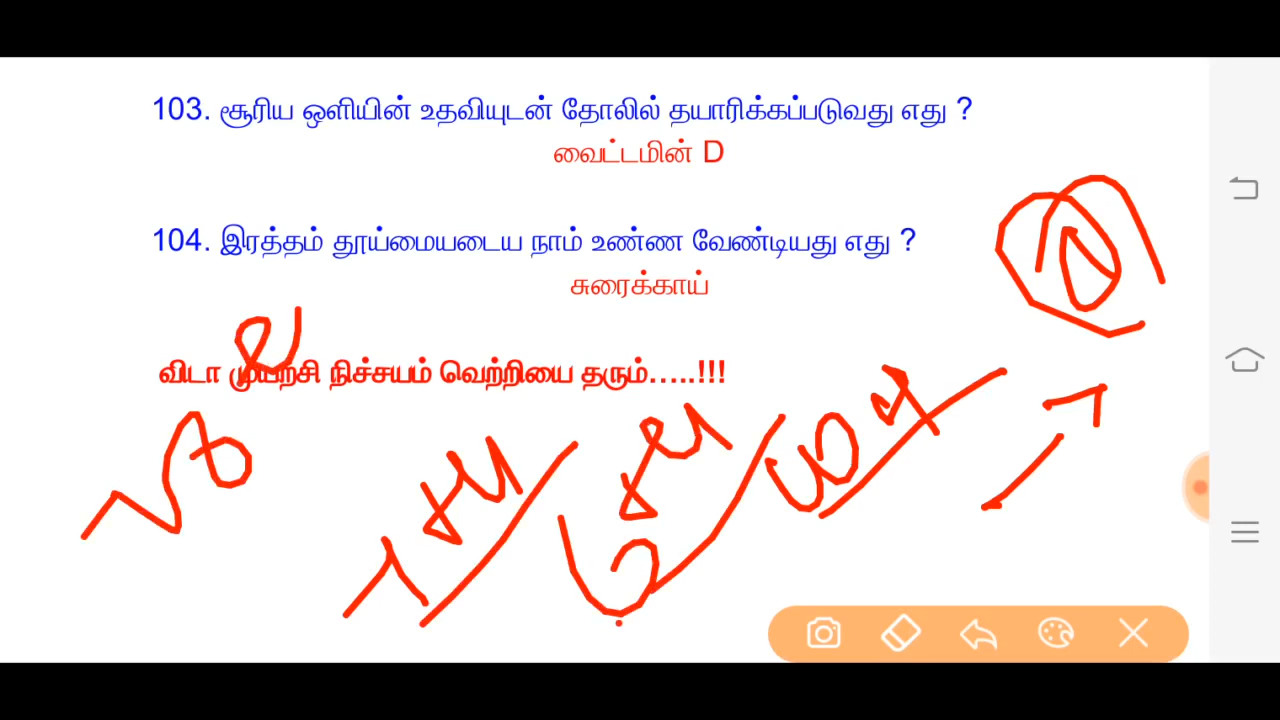 103. சூரிய ஒளியின் உதவியுடன் தோலில் தயாரிக்கப்படுவது எது ?
வைட்டமின் D
104. இரத்தம் தூய்மையடைய நாம் உண்ண வேண்டியது எது ?
சுரைக்காய்
விடா முயற்சி நிச்சயம் வெற்றியை தரும்.....!!!